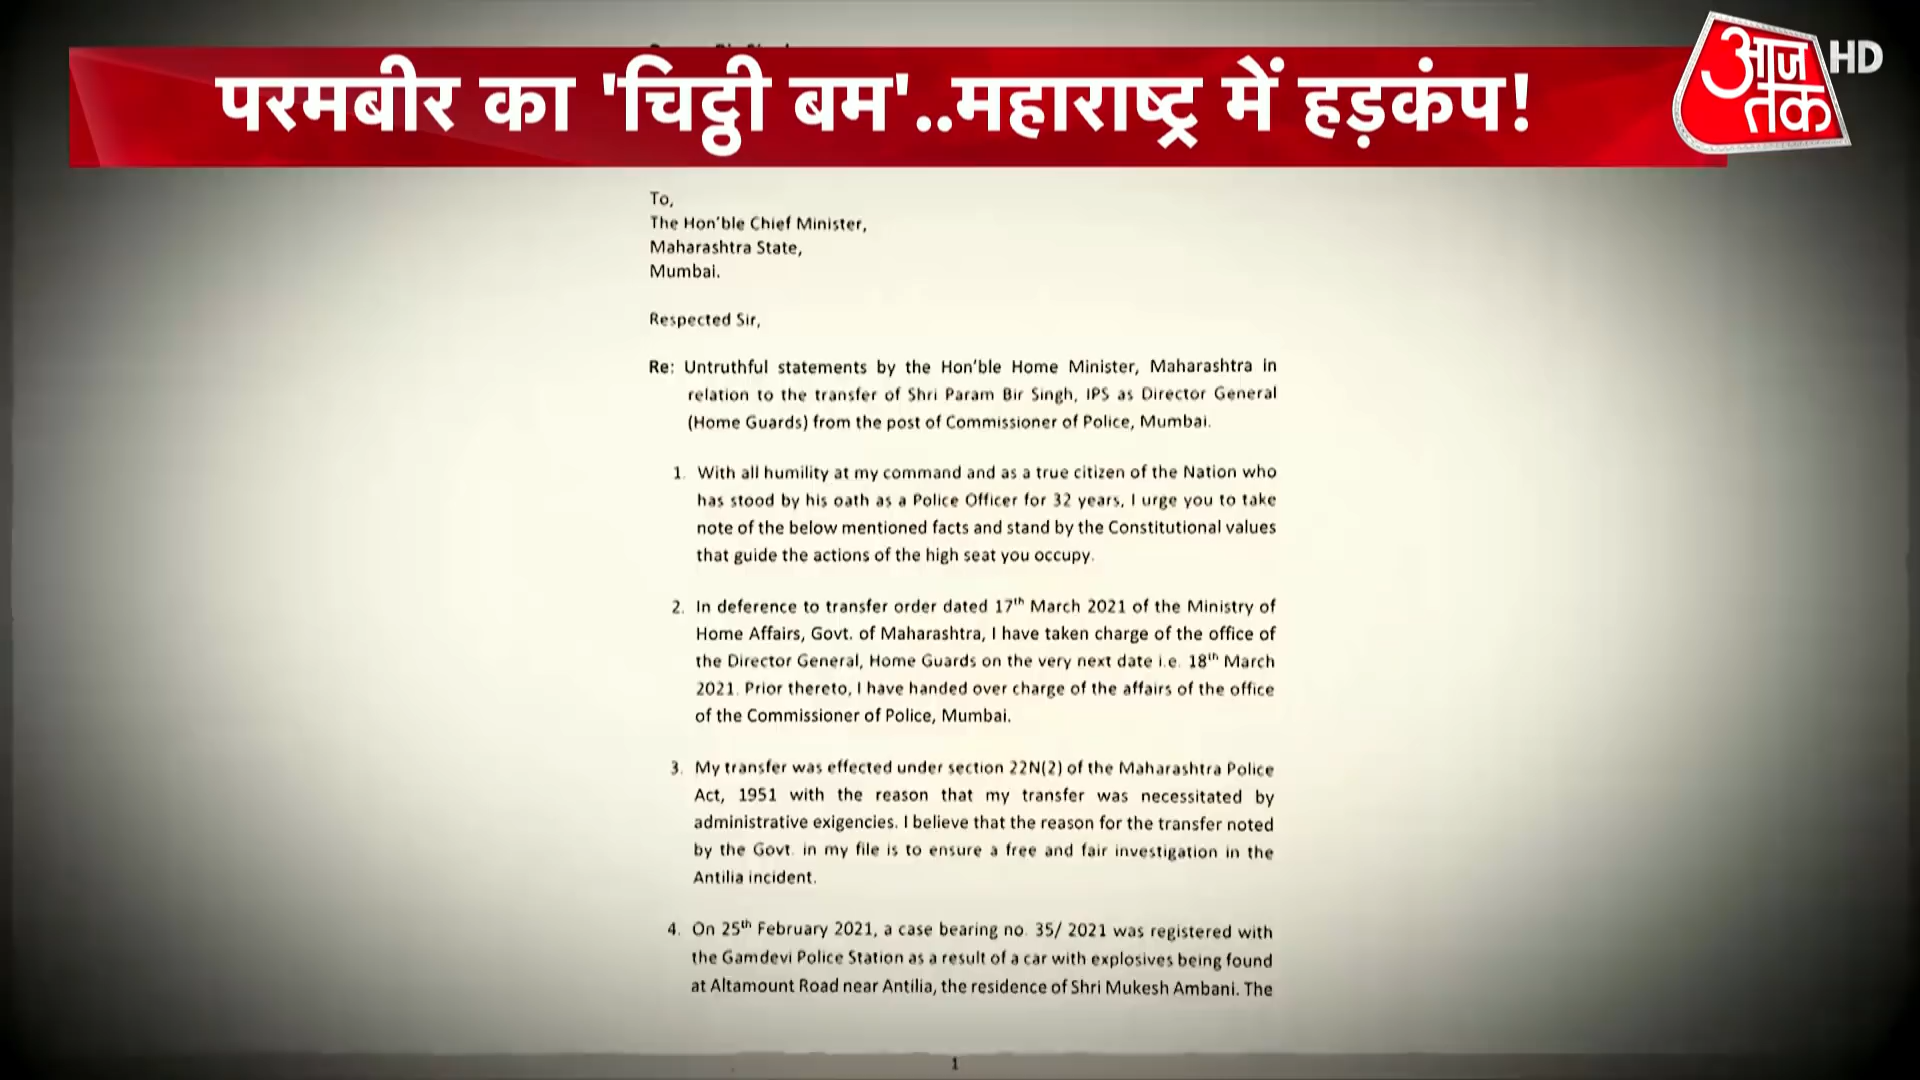 परमबीर का 'चिट्ठी बम'..महाराष्ट्र में हड़कंप!
आज
तक
HD
To,
The Hon'ble Chief Minister,
Maharashtra State,
Mumbai.
Respected Sir,
Re: Untruthful statements by the Hon'ble Home Minister, Maharashtra in
relation to the transfer of Shri Param Bir Singh, IPS as Director General
(Home Guards) from the post of Commissioner of Police, Mumbai.
1. With all humility at my command and as a true citizen of the Nation who
has stood by his oath as a Police Officer for 32 years, I urge you to take
note of the below mentioned facts and stand by the Constitutional values
that guide the actions of the high seat you occupy.
2. In deference to transfer order dated 17th March 2021 of the Ministry of
Home Affairs, Govt. of Maharashtra, I have taken charge of the office of
the Director General, Home Guards on the very next date i.e. 18th March
2021. Prior thereto, I have handed over charge of the affairs of the office
of the Commissioner of Police, Mumbai.
3. My transfer was effected under section 22N(2) of the Maharashtra Police
Act, 1951 with the reason that my transfer was necessitated by
administrative exigencies. I believe that the reason for the transfer noted
by the Govt. in my file is to ensure a free and fair investigation in the
Antilia incident.
4. On 25th February 2021, a case bearing no. 35/ 2021 was registered with
the Gamdevi Police Station as a result of a car with explosives being found
at Altamount Road near Antilia, the residence of Shri Mukesh Ambani. The
1